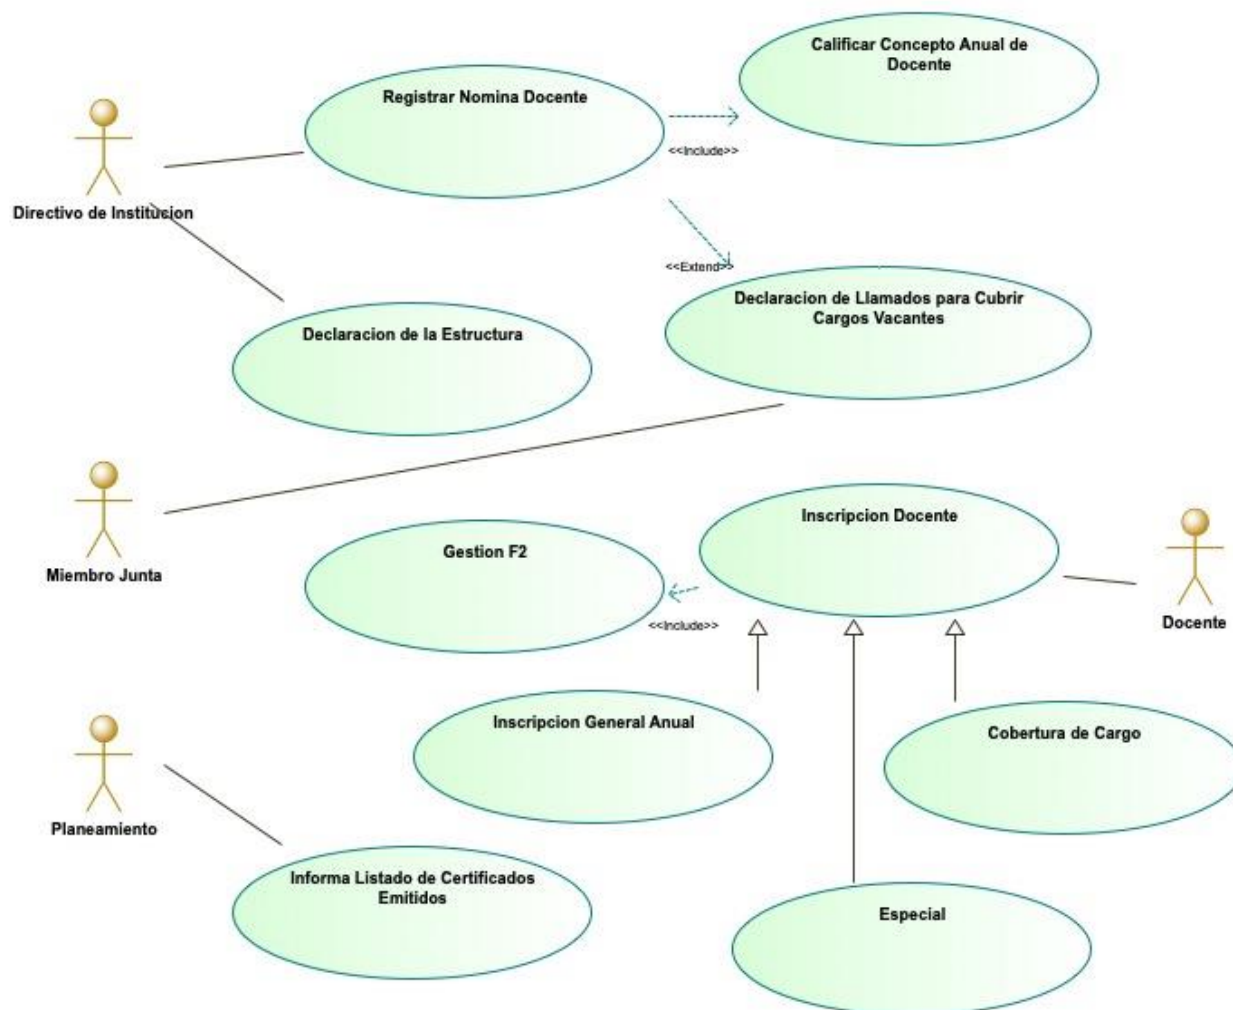 Calificar Concepto Anual de
Docente
Registrar Nomina Docente
<<Include>>
Directivo de Institucion
<<Extend>>
Declaracion de Llamados para Cubrir
Cargos Vacantes
Declaracion de la Estructura
Inscripcion Docente
Gestion F2
Miembro Junta
<<Include>>
Docente
Inscripcion General Anual
Cobertura de Cargo
Planeamiento
Informa Listado de Certificados
Emitidos
Especial